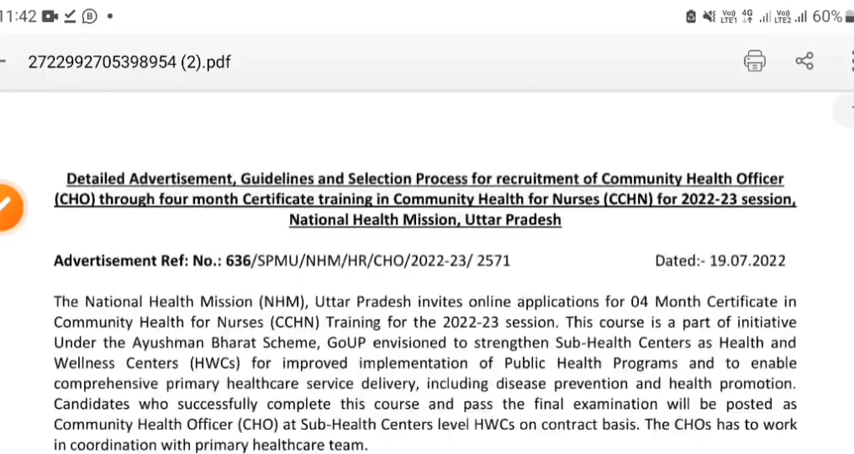 11:42
Vo) LTE1 4G Vo) LTE2 60%
2722992705398954 (2).pdf
Detailed Advertisement, Guidelines and Selection Process for recruitment of Community Health Officer
(CHO) through four month Certificate training in Community Health for Nurses (CCHN) for 2022-23 session,
National Health Mission, Uttar Pradesh
Advertisement Ref: No.: 636/SPMU/NHM/HR/CHO/2022-23/ 2571 Dated:- 19.07.2022
The National Health Mission (NHM), Uttar Pradesh invites online applications for 04 Month Certificate in
Community Health for Nurses (CCHN) Training for the 2022-23 session. This course is a part of initiative
Under the Ayushman Bharat Scheme, GoUP envisioned to strengthen Sub-Health Centers as Health and
Wellness Centers (HWCs) for improved implementation of Public Health Programs and to enable
comprehensive primary healthcare service delivery, including disease prevention and health promotion.
Candidates who successfully complete this course and pass the final examination will be posted as
Community Health Officer (CHO) at Sub-Health Centers level HWCs on contract basis. The CHOs has to work
in coordination with primary healthcare team.